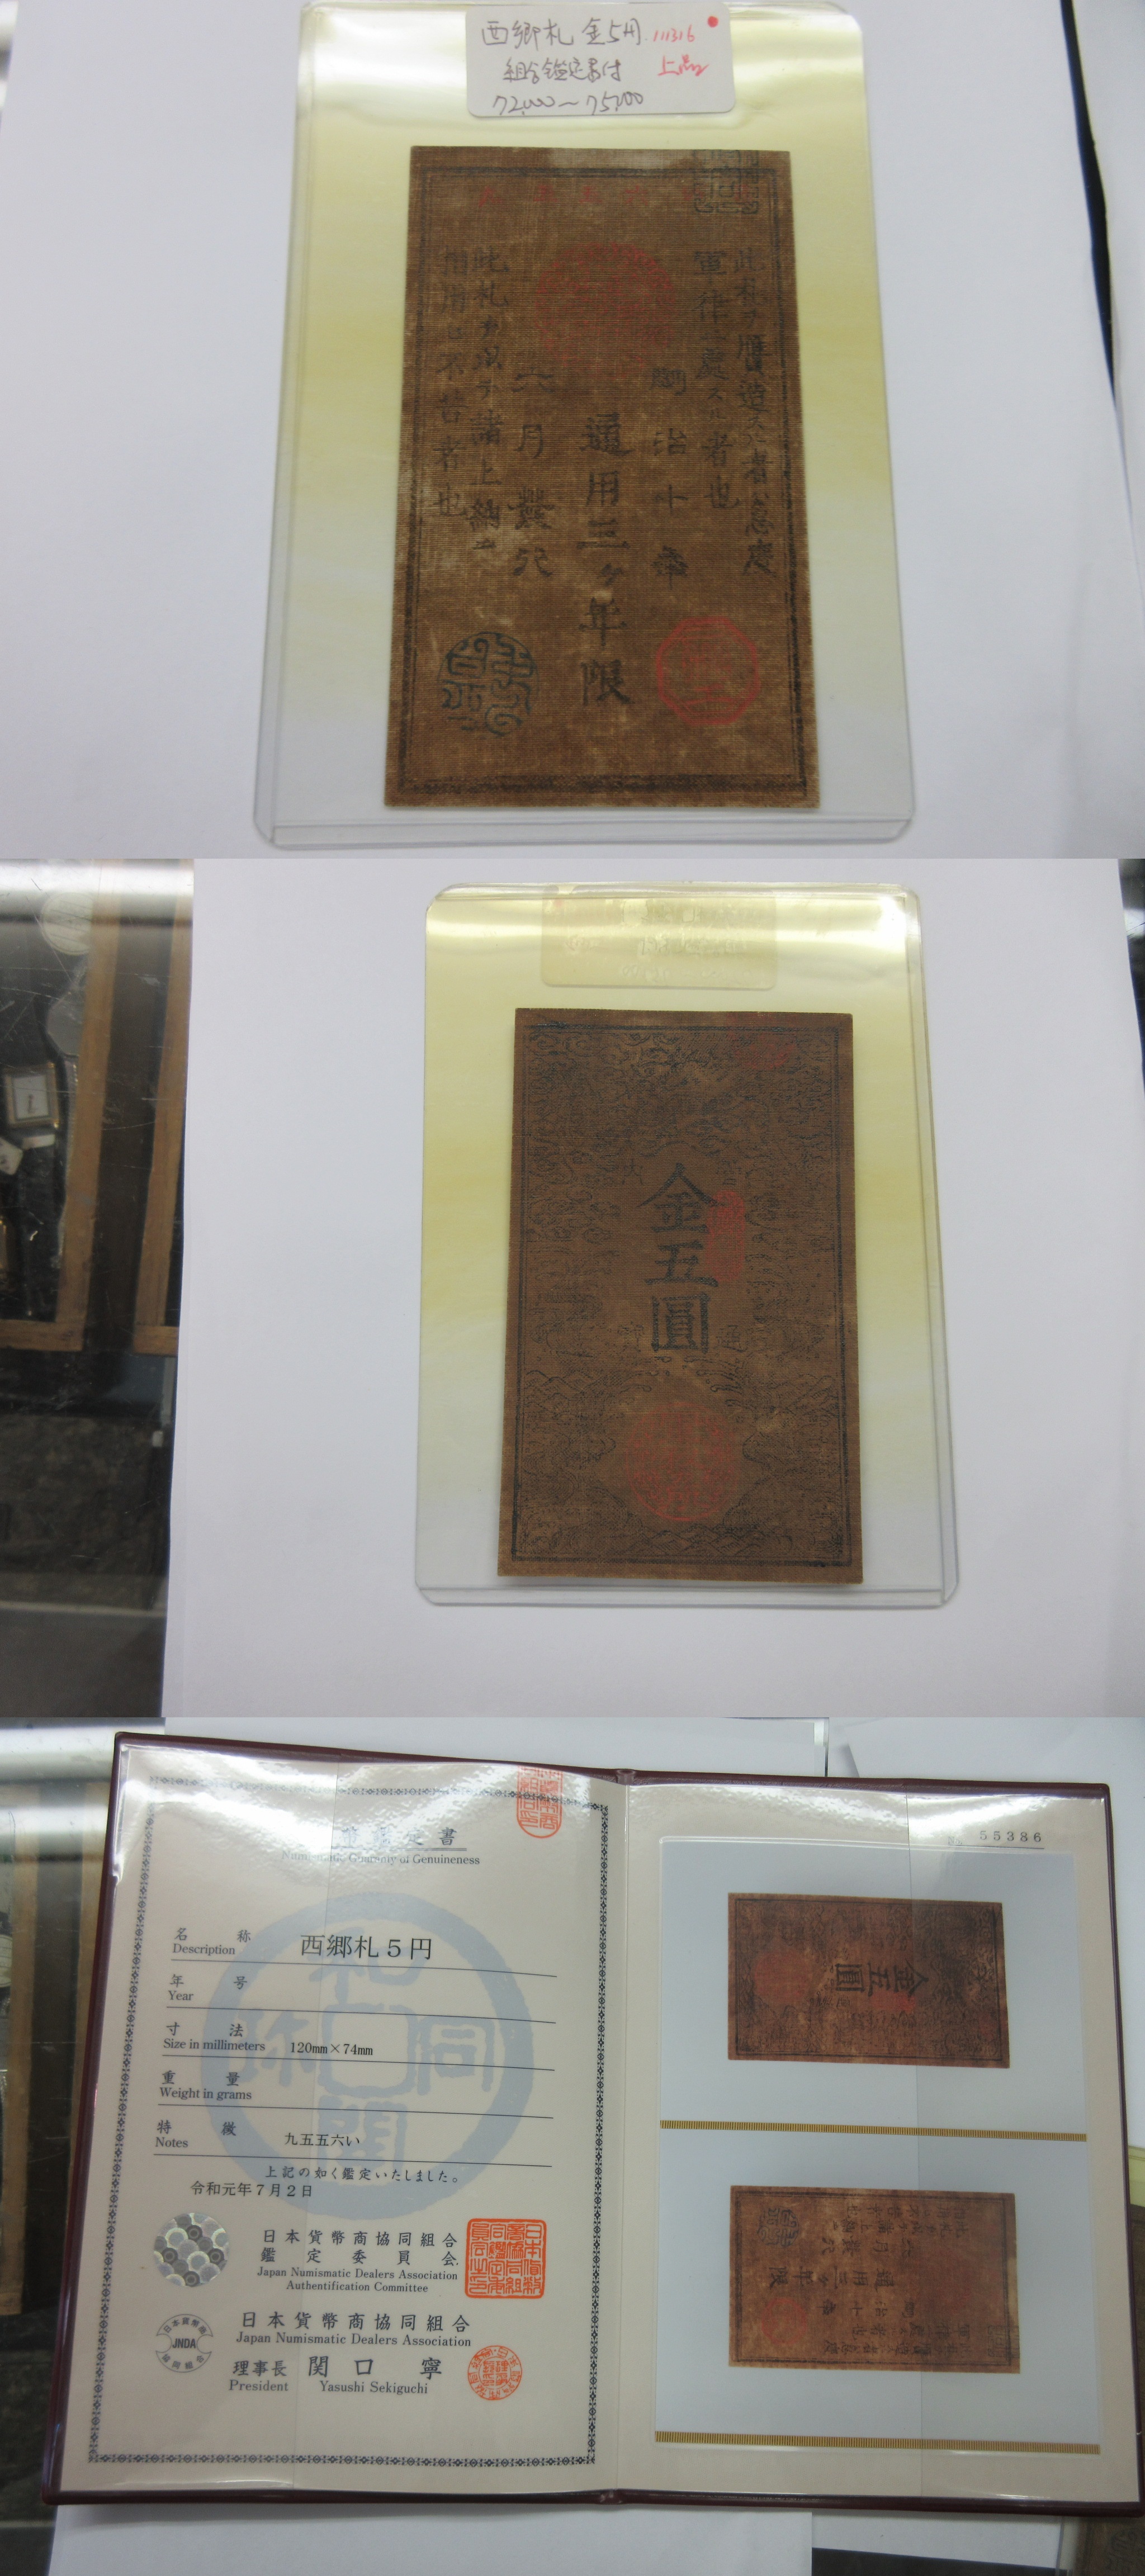 西郷札 金5円 111316
組合鑑定書付 上品
72,000～75,000
此札ヲ贋造スル者ハ急度
軍律ニ處スル者也
明治十年
通用三ケ年限
六月發行
此札ヲ以テ諸上納ニ
相用ヒ不苦者也
金五圓
定書
Genuineness
名称
Description
西郷札5円
年号
Year
寸法
Size in millimeters
120mm×74mm
重量
Weight in grams
特徴
Notes
九五五六い
上記の如く鑑定いたしました。
令和元年7月2日
日本貨幣商協同組合
鑑定委員会
Japan Numismatic Dealers Association
Authentification Committee
日本貨幣商協同組合
Japan Numismatic Dealers Association
JNDA
理事長 関口 寧
President Yasushi Sekiguchi
55386
金五圓